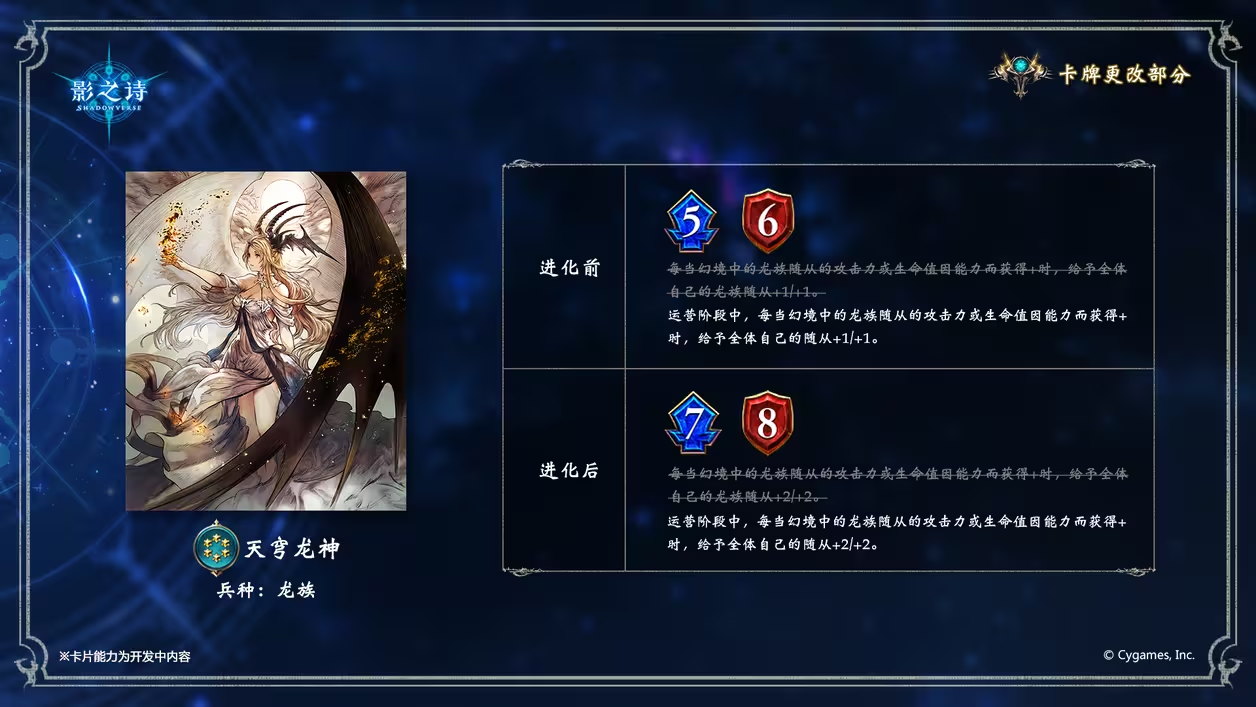 影之诗
SHADOWVERSE
卡牌更改部分
进化前
5 6
每当幻境中的龙族随从的攻击力或生命值因能力而获得+时，给予全体
自己的龙族随从+1/+1。
运营阶段中，每当幻境中的龙族随从的攻击力或生命值因能力而获得+
时，给予全体自己的随从+1/+1。
进化后
7 8
每当幻境中的龙族随从的攻击力或生命值因能力而获得+时，给予全体
自己的龙族随从+2/+2。
运营阶段中，每当幻境中的龙族随从的攻击力或生命值因能力而获得+
时，给予全体自己的随从+2/+2。
天穹龙神
兵种：龙族
※卡片能力为开发中内容
© Cygames, Inc.